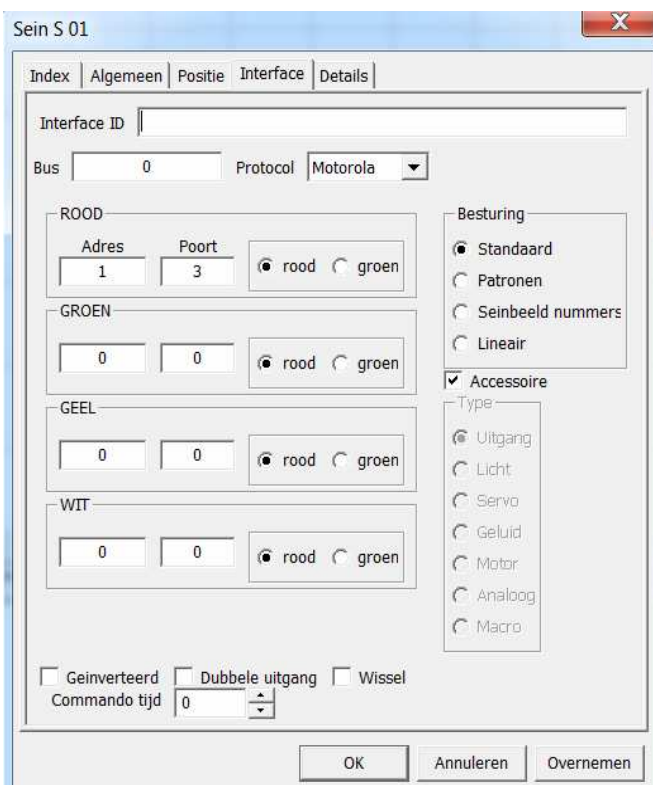 Sein S 01
X
Index Algemeen Positie Interface Details
Interface ID
Bus 0 Protocol Motorola
ROOD
Adres Poort
1 3 rood groen
GROEN
0 0 rood groen
GEEL
0 0 rood groen
WIT
0 0 rood groen
Besturing
Standaard
Patronen
Seinbeeld nummers
Lineair
Accessoire
Type
Uitgang
Licht
Servo
Geluid
Motor
Analoog
Macro
Geinverteerd Dubbele uitgang Wissel
Commando tijd 0
OK Annuleren Overnemen